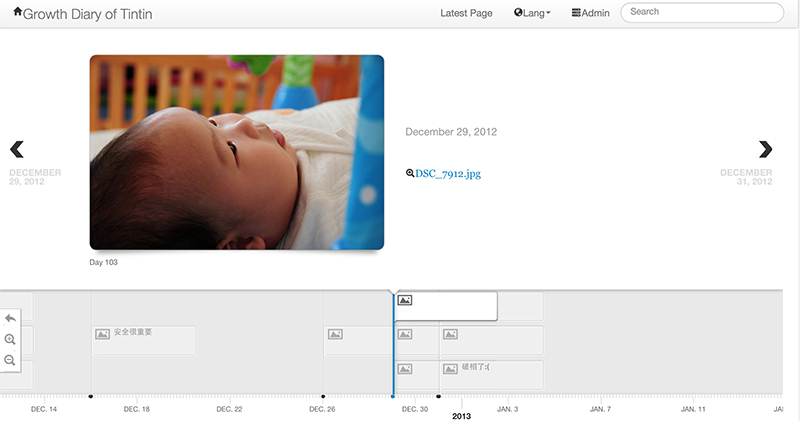 Growth Diary of Tintin
Latest Page
Lang
Admin
Search
December 29, 2012
DECEMBER
29, 2012
DSC_7912.jpg
DECEMBER
31, 2012
Day 103
安全很重要
破相了:(
DEC. 14
DEC. 18
DEC. 22
DEC. 26
DEC. 30
JAN. 3
JAN. 7
JAN. 11
JA
2013